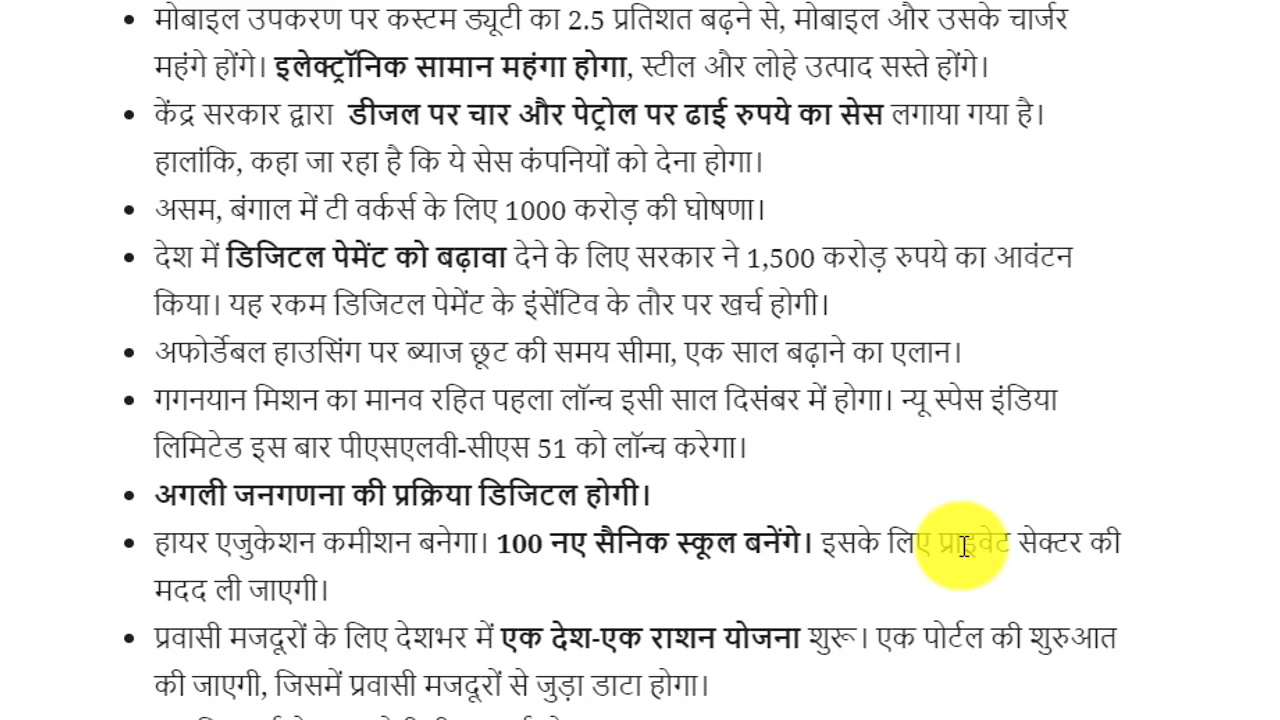 • मोबाइल उपकरण पर कस्टम ड्यूटी का 2.5 प्रतिशत बढ़ने से, मोबाइल और उसके चार्जर
महंगे होंगे। इलेक्ट्रॉनिक सामान महंगा होगा, स्टील और लोहे उत्पाद सस्ते होंगे।
• केंद्र सरकार द्वारा डीजल पर चार और पेट्रोल पर ढाई रुपये का सेस लगाया गया है।
हालांकि, कहा जा रहा है कि ये सेस कंपनियों को देना होगा।
• असम, बंगाल में टी वर्कर्स के लिए 1000 करोड़ की घोषणा।
• देश में डिजिटल पेमेंट को बढ़ावा देने के लिए सरकार ने 1,500 करोड़ रुपये का आवंटन
किया। यह रकम डिजिटल पेमेंट के इंसेंटिव के तौर पर खर्च होगी।
• अफोर्डेबल हाउसिंग पर ब्याज छूट की समय सीमा, एक साल बढ़ाने का एलान।
• गगनयान मिशन का मानव रहित पहला लॉन्च इसी साल दिसंबर में होगा। न्यू स्पेस इंडिया
लिमिटेड इस बार पीएसएलवी-सीएस 51 को लॉन्च करेगा।
• अगली जनगणना की प्रक्रिया डिजिटल होगी।
• हायर एजुकेशन कमीशन बनेगा। 100 नए सैनिक स्कूल बनेंगे। इसके लिए प्राइवेट सेक्टर की
मदद ली जाएगी।
• प्रवासी मजदूरों के लिए देशभर में एक देश-एक राशन योजना शुरू। एक पोर्टल की शुरुआत
की जाएगी, जिसमें प्रवासी मजदूरों से जुड़ा डाटा होगा।